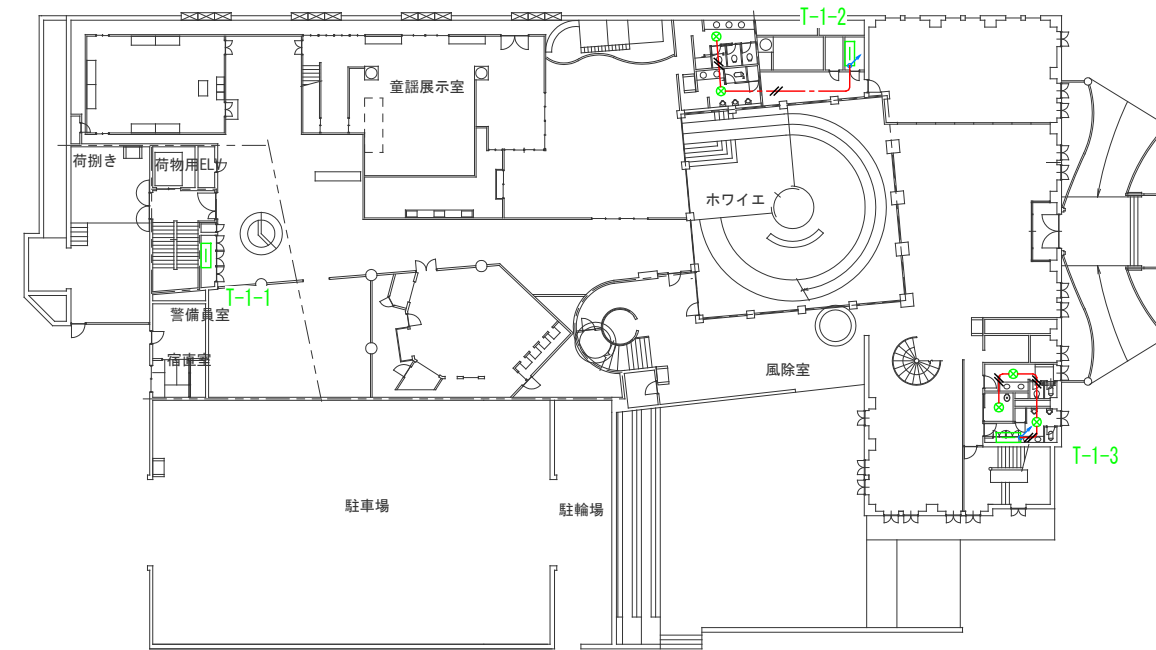 T-1-2
童謡展示室
荷捌き
荷物用EL
ホワイエ
T-1-1
警備員室
宿直室
風除室
T-1-3
駐車場
駐輪場